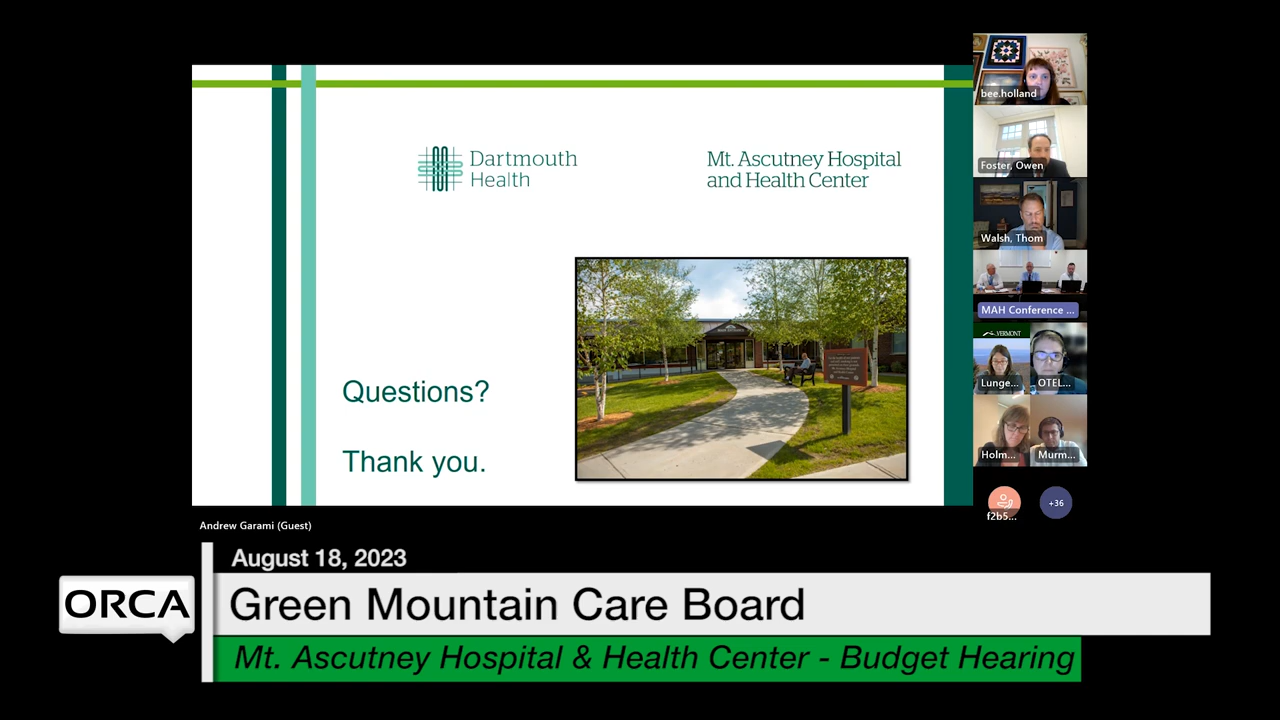 Dartmouth
Health
Mt. Ascutney Hospital
and Health Center
Questions?
Thank you.
bee.holland
Foster, Owen
Walsh, Thom
MAH Conference ...
VERMONT
Lunge...
OTEL...
Holm...
Murm...
f2b5...
+36
Andrew Garami (Guest)
August 18, 2023
ORCA
Green Mountain Care Board
Mt. Ascutney Hospital & Health Center - Budget Hearing